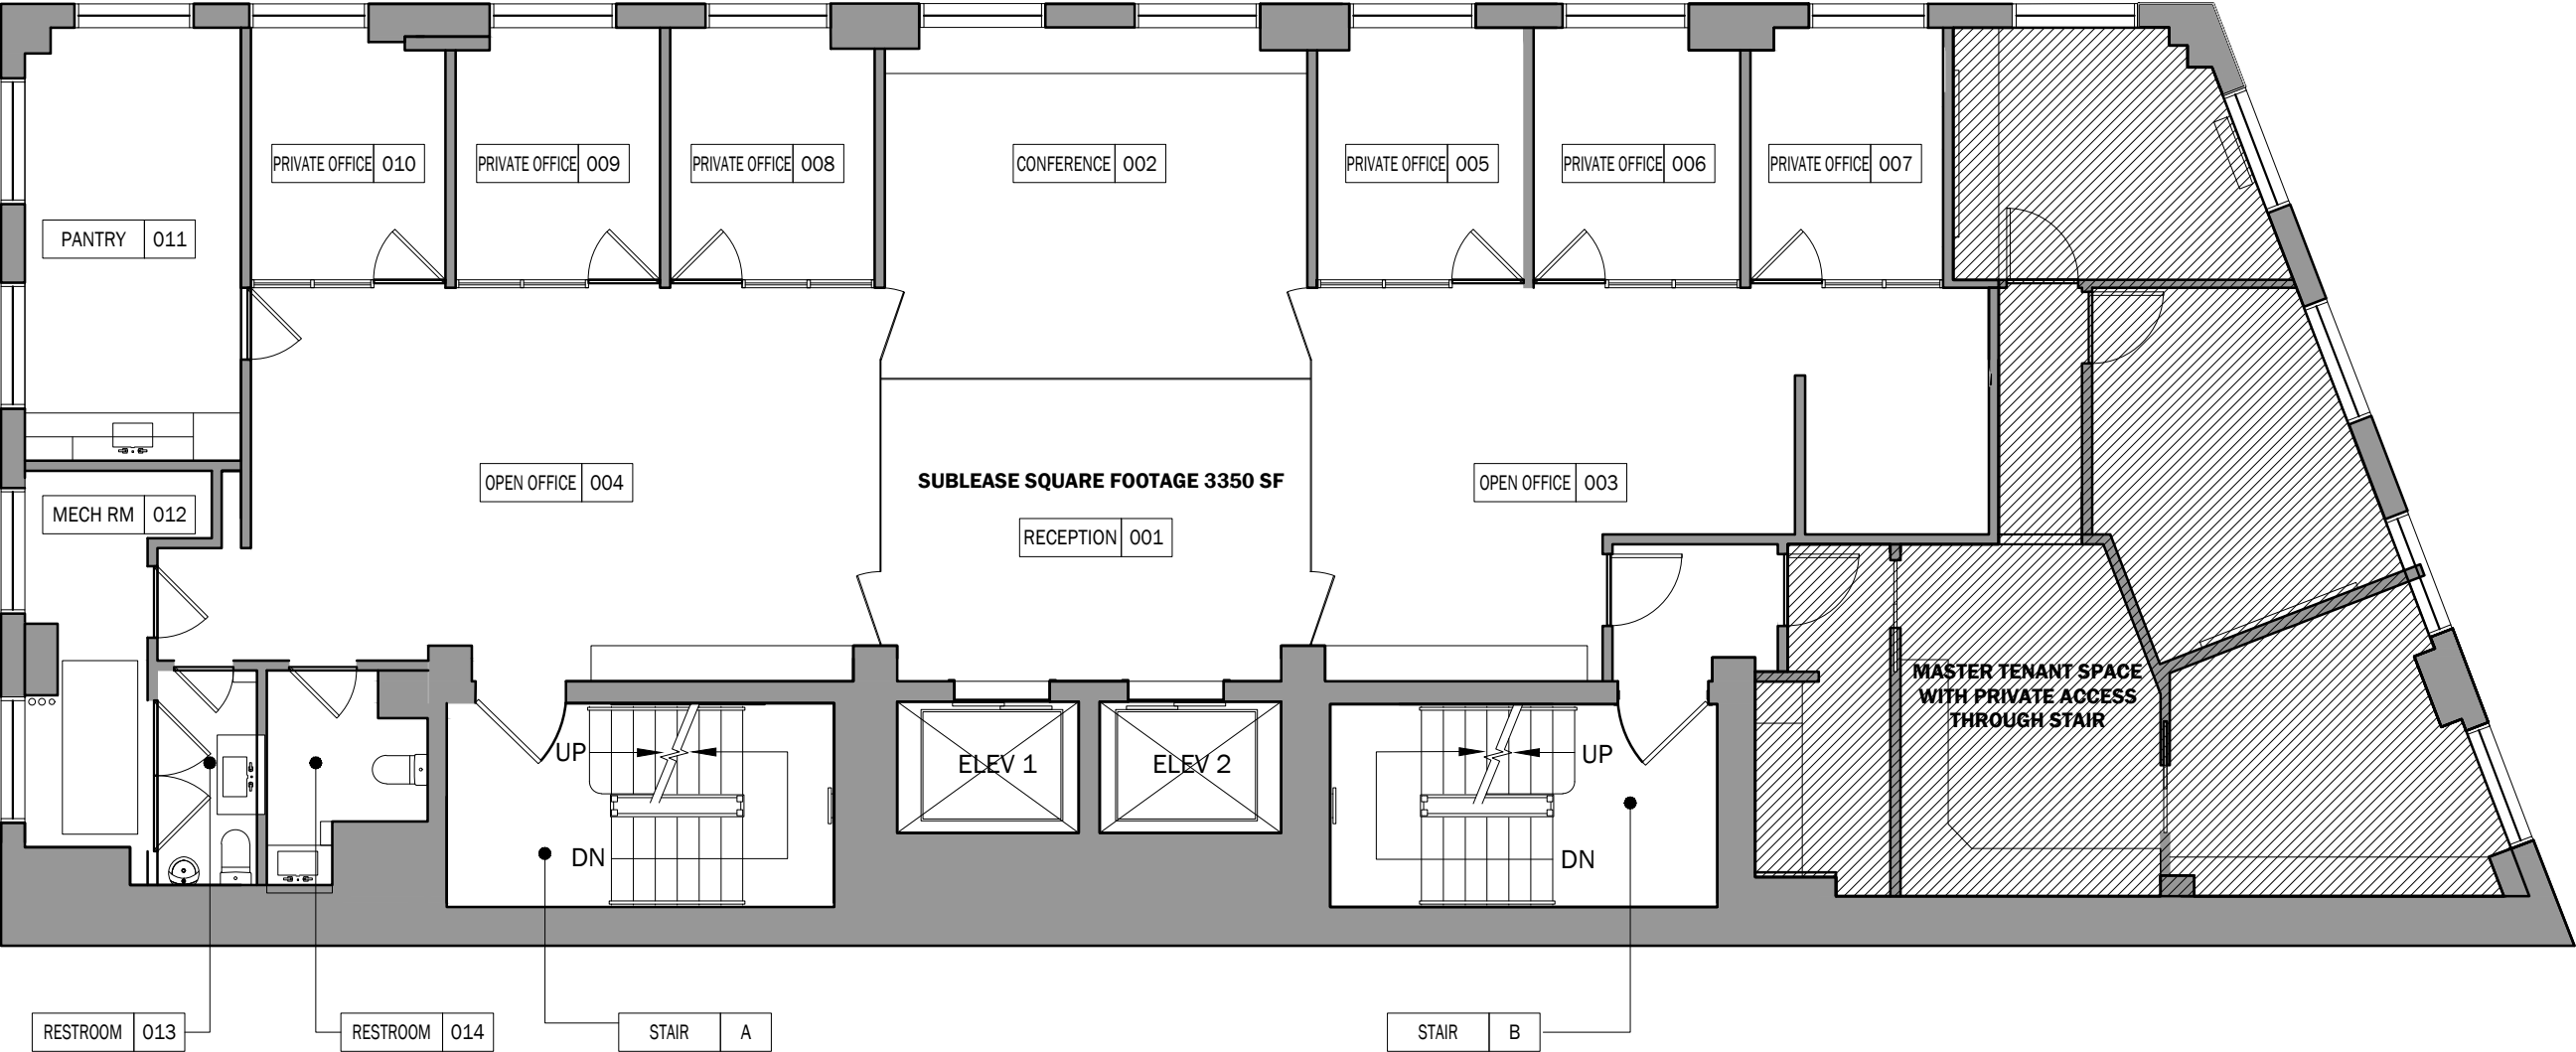 PRIVATE OFFICE 010
PRIVATE OFFICE 009
PRIVATE OFFICE 008
CONFERENCE 002
PRIVATE OFFICE 005
PRIVATE OFFICE 006
PRIVATE OFFICE 007
PANTRY 011
OPEN OFFICE 004
SUBLEASE SQUARE FOOTAGE 3350 SF
OPEN OFFICE 003
MECH RM 012
RECEPTION 001
MASTER TENANT SPACE
WITH PRIVATE ACCESS
THROUGH STAIR
UP
ELEV 1
ELEV 2
UP
DN
DN
RESTROOM 013
RESTROOM 014
STAIR A
STAIR B